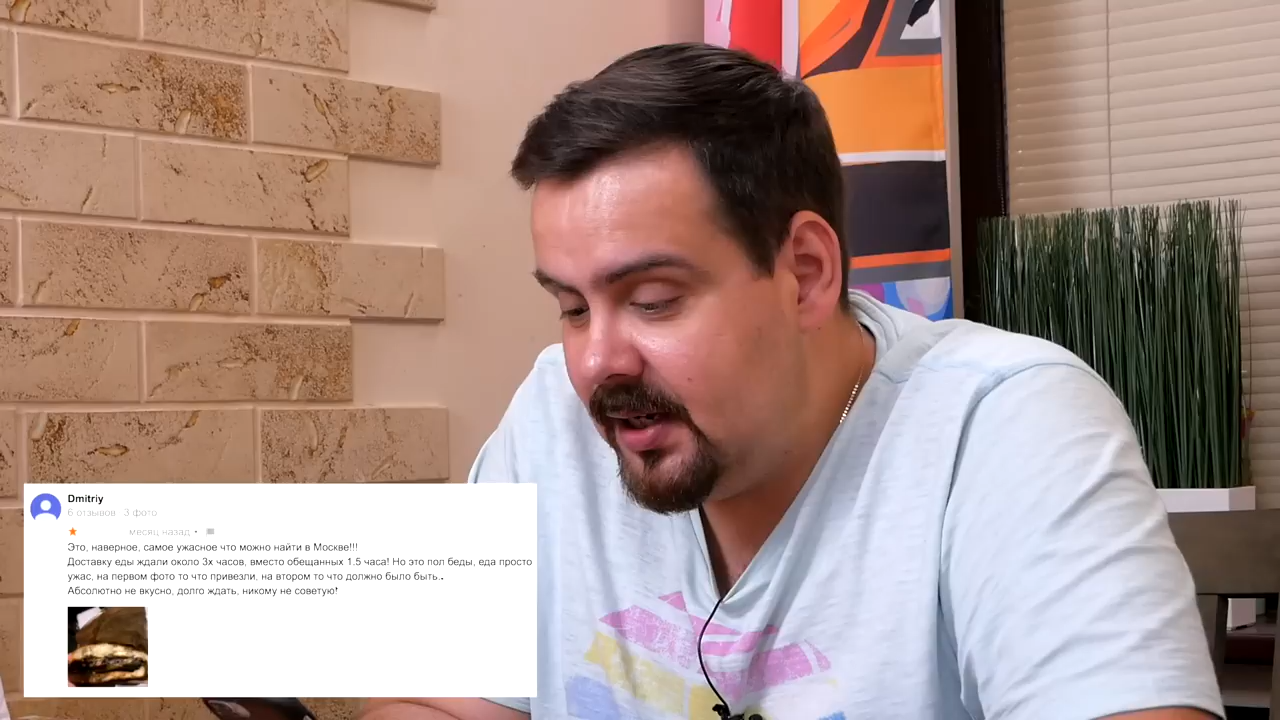 Dmitriy
6 отзывов 3 фото
месяц назад
Это, наверное, самое ужасное что можно найти в Москве!!!
Доставку еды ждали около 3х часов, вместо обещанных 1.5 часа! Но это пол беды, еда просто
ужас, на первом фото то что привезли, на втором то что должно было быть..
Абсолютно не вкусно, долго ждать, никому не советую!